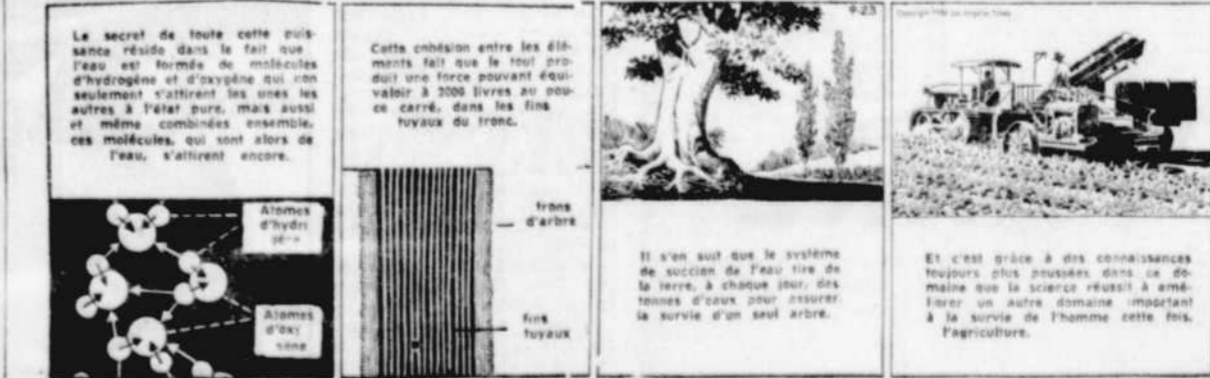 Le secret de toute cette puis-
sance réside dans le fait que
l'eau est formée de molécules
d'hydrogène et d'oxygène qui non
seulement s'attirent les unes les
autres à l'état pure, mais aussi
et même combinées ensemble,
ces molécules, qui sont alors de
l'eau, s'attirent encore.
Atomes
d'hydro
gène
Atomes
d'oxy
gène
Cette cohésion entre les élé-
ments fait que le tout pro-
duit une force pouvant équi-
valoir à 2000 livres au pou-
ce carré, dans les fins
tuyaux du tronc.
trons
d'arbre
fins
tuyaux
9-23
Il s'en suit que le système
de succion de l'eau tire de
la terre, à chaque jour, des
tonnes d'eaux pour assurer
la survie d'un seul arbre.
Et c'est grâce à des connaissances
toujours plus poussées dans ce do-
maine que la science réussit à amé-
liorer un autre domaine important
à la survie de l'homme cette fois,
l'agriculture.